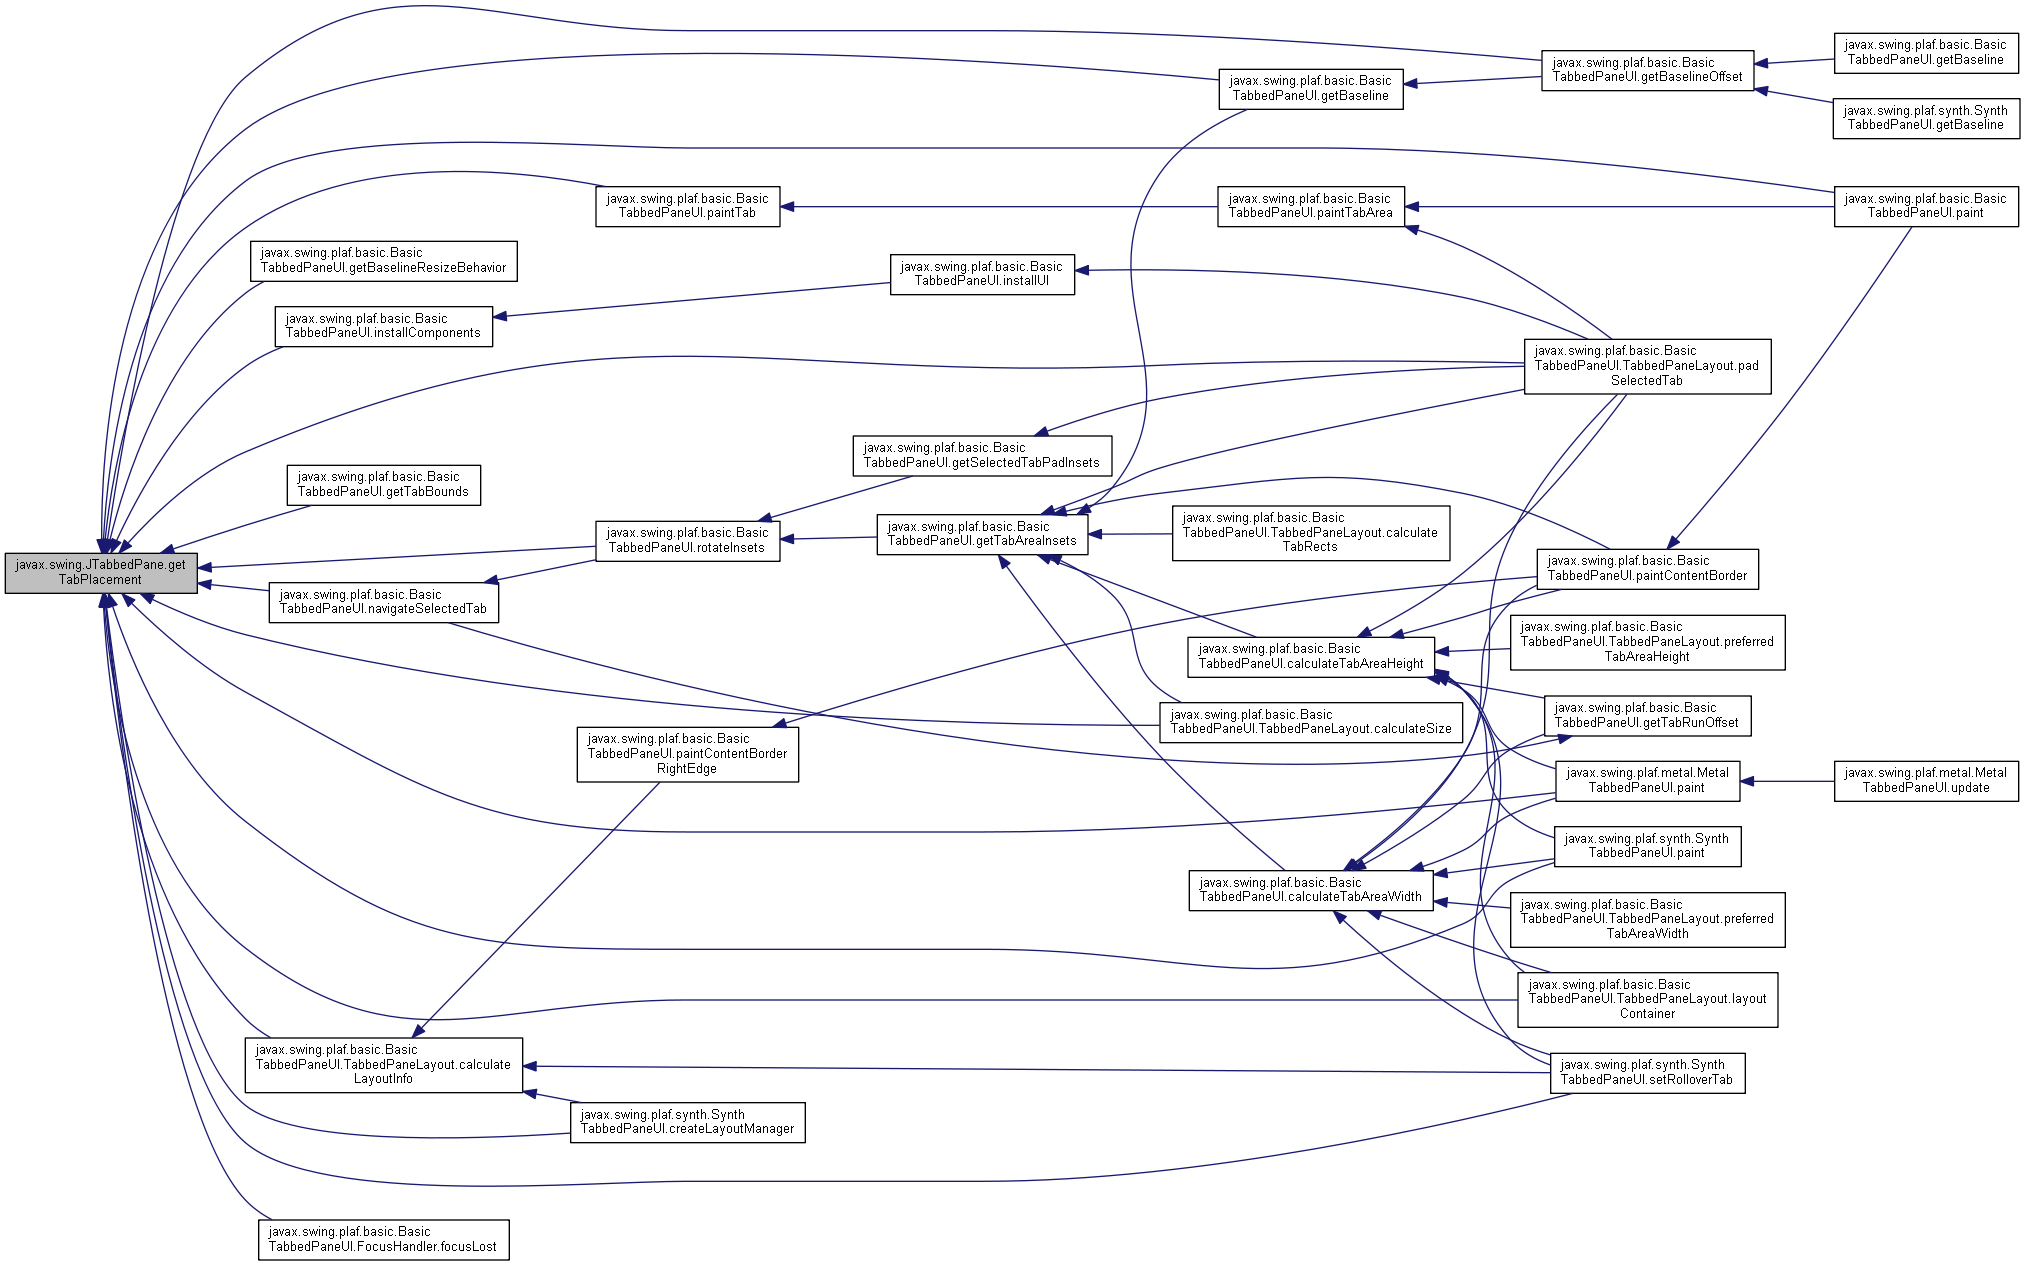 javax.swing.plaf.basic.Basic
TabbedPaneUI.getBaseline
javax.swing.plaf.basic.Basic
TabbedPaneUI.getBaselineOffset
javax.swing.plaf.basic.Basic
TabbedPaneUI.getBaseline
javax.swing.plaf.synth.Synth
TabbedPaneUI.getBaseline
javax.swing.plaf.basic.Basic
TabbedPaneUI.paintTab
javax.swing.plaf.basic.Basic
TabbedPaneUI.paintTabArea
javax.swing.plaf.basic.Basic
TabbedPaneUI.paint
javax.swing.plaf.basic.Basic
TabbedPaneUI.getBaselineResizeBehavior
javax.swing.plaf.basic.Basic
TabbedPaneUI.installUI
javax.swing.plaf.basic.Basic
TabbedPaneUI.installComponents
javax.swing.plaf.basic.Basic
TabbedPaneUI.TabbedPaneLayout.pad
SelectedTab
javax.swing.plaf.basic.Basic
TabbedPaneUI.getSelectedTabPadInsets
javax.swing.plaf.basic.Basic
TabbedPaneUI.getTabBounds
javax.swing.plaf.basic.Basic
TabbedPaneUI.rotateInsets
javax.swing.plaf.basic.Basic
TabbedPaneUI.getTabAreaInsets
javax.swing.plaf.basic.Basic
TabbedPaneUI.TabbedPaneLayout.calculate
TabRects
javax.swing.JTabbedPane.get
TabPlacement
javax.swing.plaf.basic.Basic
TabbedPaneUI.paintContentBorder
javax.swing.plaf.basic.Basic
TabbedPaneUI.navigateSelectedTab
javax.swing.plaf.basic.Basic
TabbedPaneUI.calculateTabAreaHeight
javax.swing.plaf.basic.Basic
TabbedPaneUI.TabbedPaneLayout.preferred
TabAreaHeight
javax.swing.plaf.basic.Basic
TabbedPaneUI.TabbedPaneLayout.calculateSize
javax.swing.plaf.basic.Basic
TabbedPaneUI.getTabRunOffset
javax.swing.plaf.basic.Basic
TabbedPaneUI.paintContentBorder
RightEdge
javax.swing.plaf.metal.Metal
TabbedPaneUI.paint
javax.swing.plaf.metal.Metal
TabbedPaneUI.update
javax.swing.plaf.synth.Synth
TabbedPaneUI.paint
javax.swing.plaf.basic.Basic
TabbedPaneUI.calculateTabAreaWidth
javax.swing.plaf.basic.Basic
TabbedPaneUI.TabbedPaneLayout.preferred
TabAreaWidth
javax.swing.plaf.basic.Basic
TabbedPaneUI.TabbedPaneLayout.layout
Container
javax.swing.plaf.basic.Basic
TabbedPaneUI.TabbedPaneLayout.calculate
LayoutInfo
javax.swing.plaf.synth.Synth
TabbedPaneUI.setRolloverTab
javax.swing.plaf.synth.Synth
TabbedPaneUI.createLayoutManager
javax.swing.plaf.basic.Basic
TabbedPaneUI.FocusHandler.focusLost